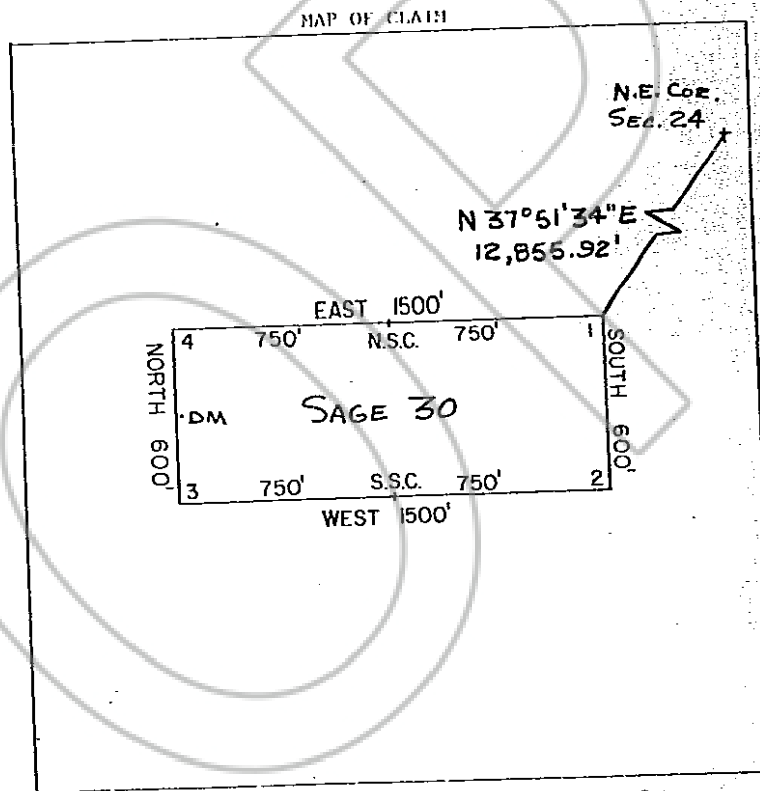 MAP OF CLAIM
N.E. COR.
SEC. 24
N 37°51'34"E
12,855.92'
EAST 1500'
4 750' N.S.C. 750' 1
NORTH 600'
SOUTH 600'
DM SAGE 30
3 750' S.S.C. 750' 2
WEST 1500'